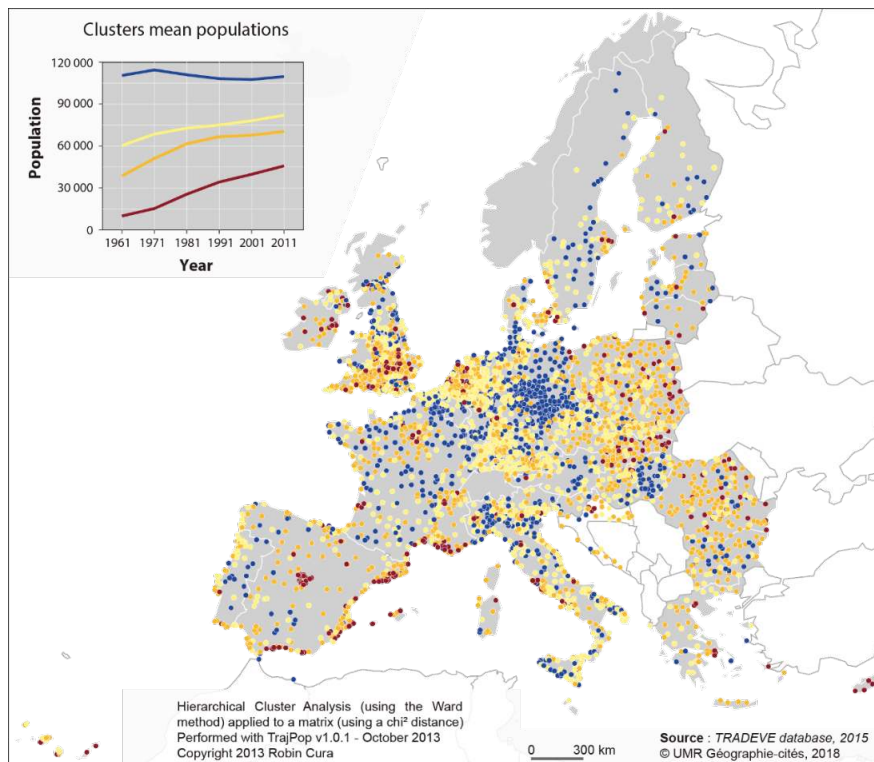 Clusters mean populations
120 000
90 000
60 000
30 000
0
Population
1961 1971 1981 1991 2001 2011
Year
Hierarchical Cluster Analysis (using the Ward
method) applied to a matrix (using a chi² distance)
Performed with TrajPop v1.0.1 - October 2013
Copyright 2013 Robin Cura
0 300 km
Source : TRADEVE database, 2015
© UMR Géographie-cités, 2018